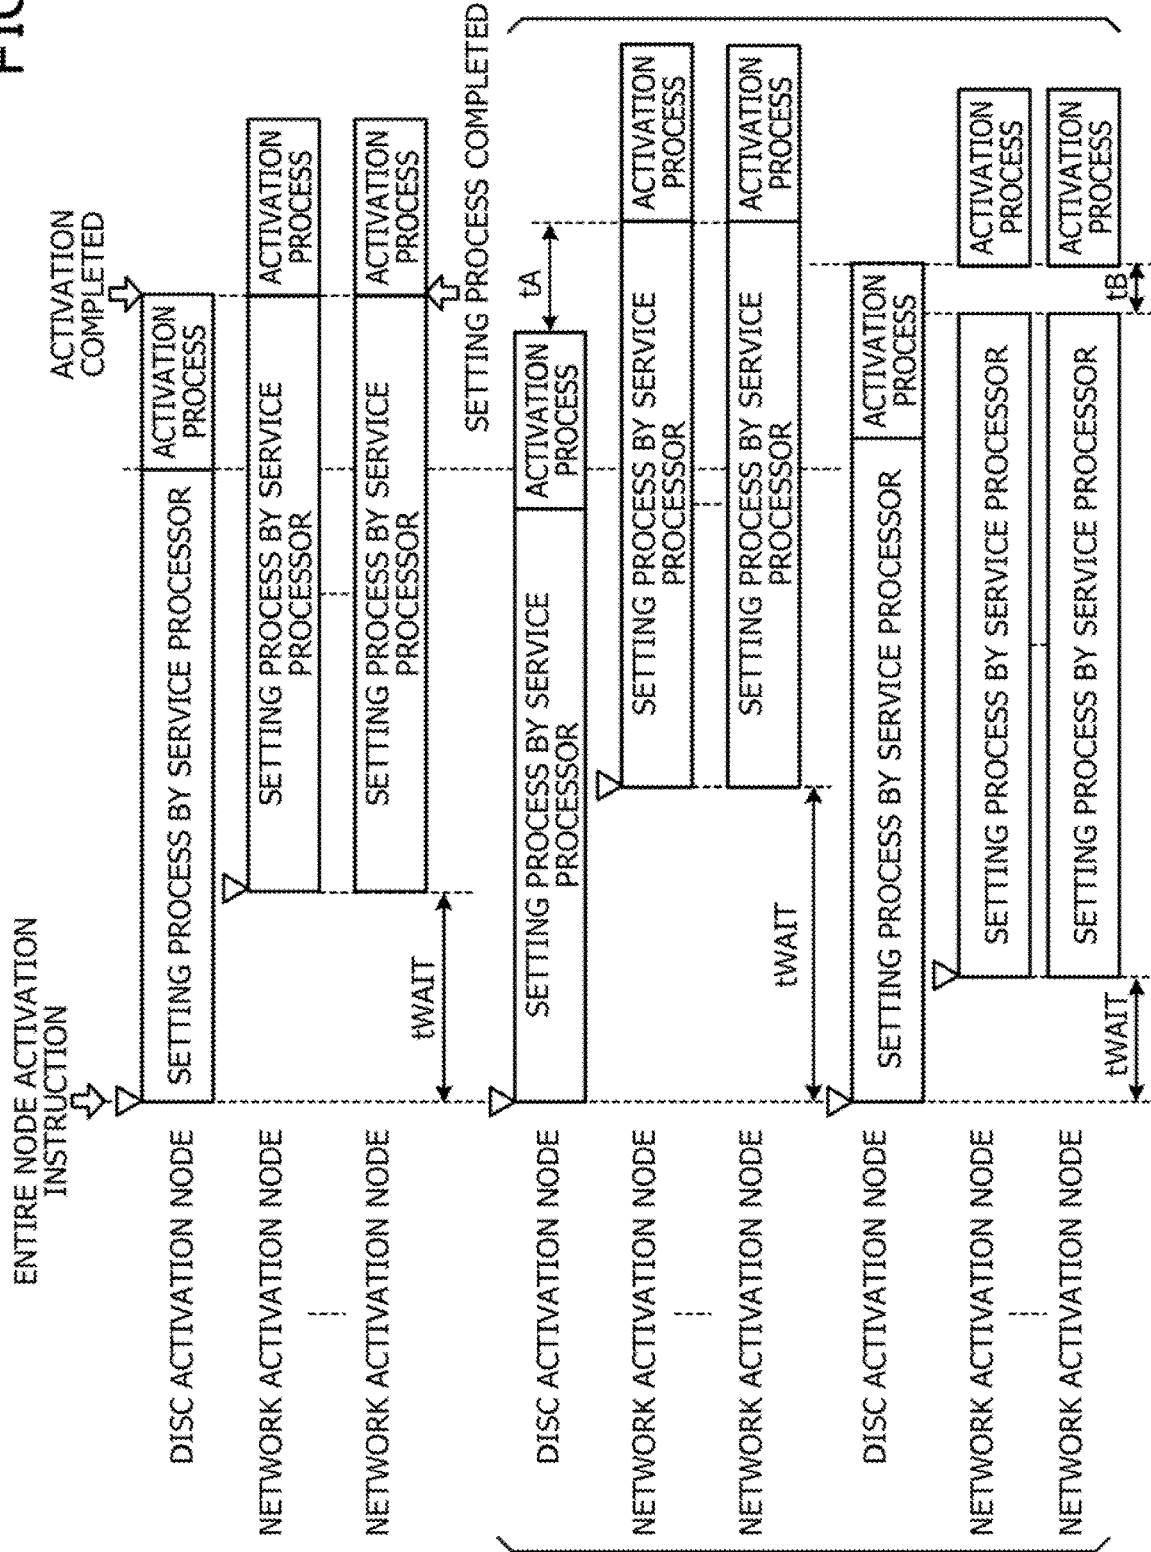 FIG
ENTIRE NODE ACTIVATION
INSTRUCTION
ACTIVATION
COMPLETED
DISC ACTIVATION NODE
SETTING PROCESS BY SERVICE PROCESSOR
ACTIVATION
PROCESS
NETWORK ACTIVATION NODE
SETTING PROCESS BY SERVICE
PROCESSOR
ACTIVATION
PROCESS
NETWORK ACTIVATION NODE
SETTING PROCESS BY SERVICE
PROCESSOR
ACTIVATION
PROCESS
tWAIT
SETTING PROCESS COMPLETED
DISC ACTIVATION NODE
SETTING PROCESS BY SERVICE
PROCESSOR
ACTIVATION
PROCESS
tA
NETWORK ACTIVATION NODE
SETTING PROCESS BY SERVICE
PROCESSOR
ACTIVATION
PROCESS
NETWORK ACTIVATION NODE
SETTING PROCESS BY SERVICE
PROCESSOR
ACTIVATION
PROCESS
tWAIT
DISC ACTIVATION NODE
SETTING PROCESS BY SERVICE PROCESSOR
ACTIVATION
PROCESS
NETWORK ACTIVATION NODE
SETTING PROCESS BY SERVICE PROCESSOR
ACTIVATION
PROCESS
NETWORK ACTIVATION NODE
SETTING PROCESS BY SERVICE PROCESSOR
ACTIVATION
PROCESS
tWAIT
tB